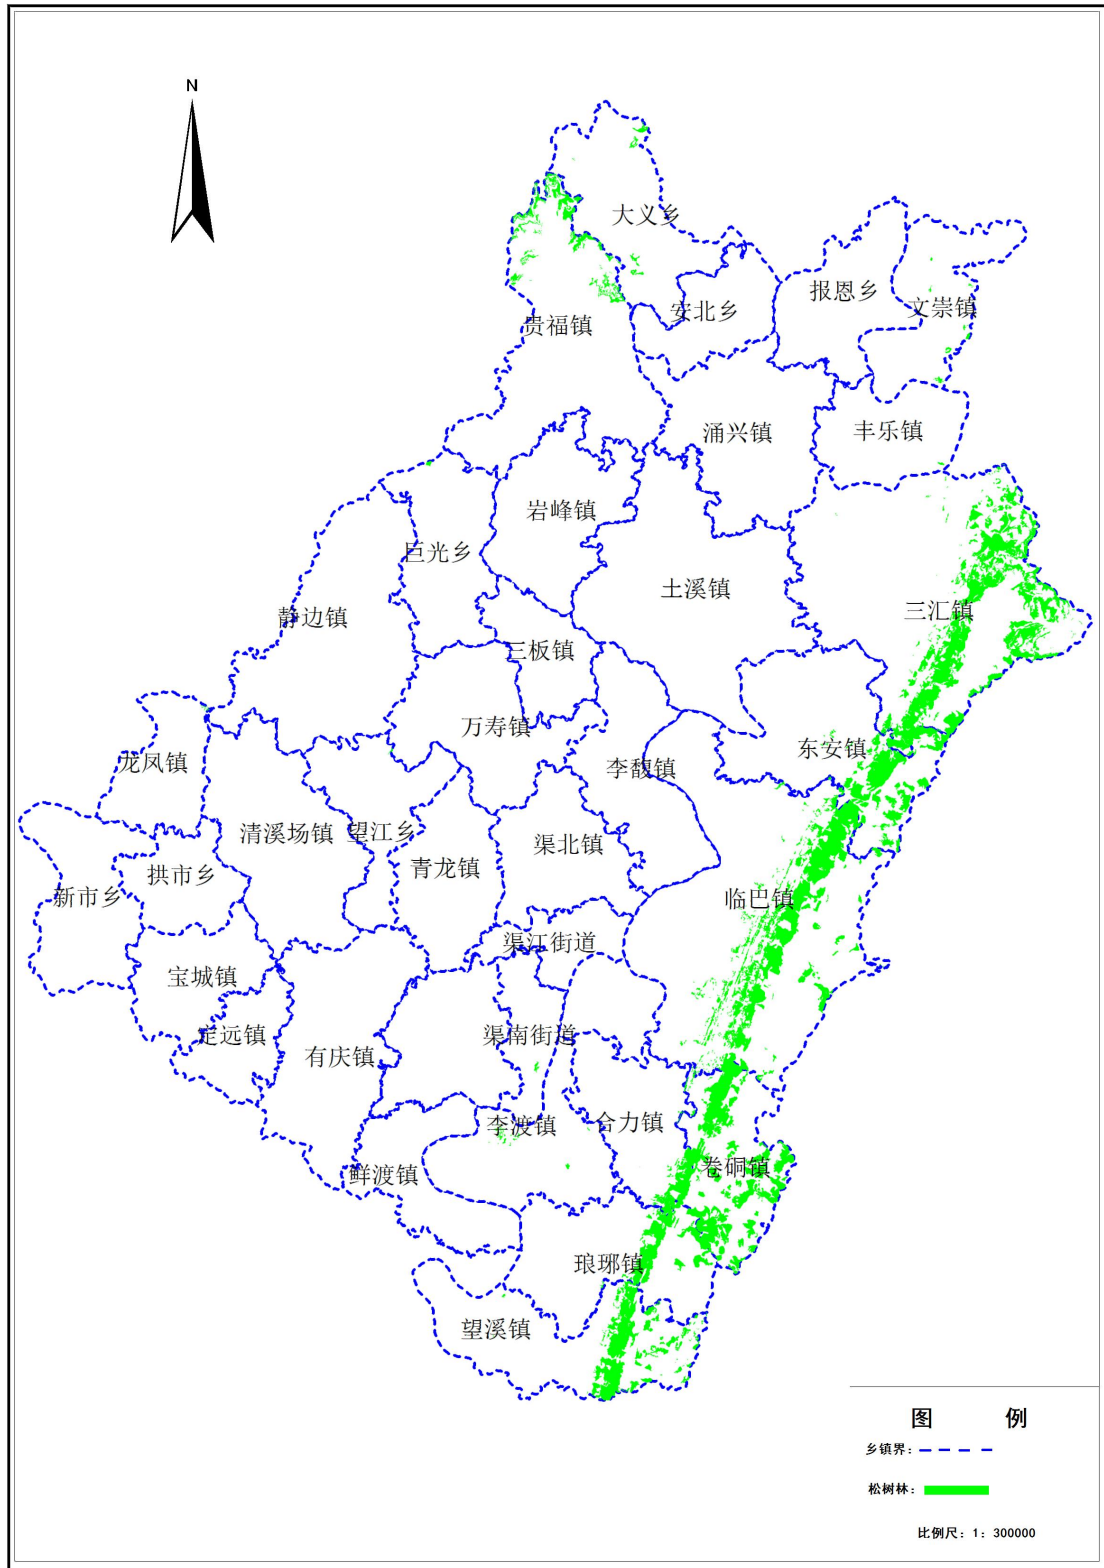 N
大义乡
报恩乡
文崇镇
安北乡
贵福镇
涌兴镇
丰乐镇
岩峰镇
巨光乡
土溪镇
三汇镇
静边镇
三板镇
万寿镇
东安镇
龙凤镇
李馥镇
清溪场镇
望江乡
渠北镇
青龙镇
拱市乡
新市乡
临巴镇
渠江街道
宝城镇
定远镇
渠南街道
有庆镇
李渡镇
合力镇
卷硐镇
鲜渡镇
琅琊镇
望溪镇
图 例
乡镇界：
松树林：
比例尺：1：300000